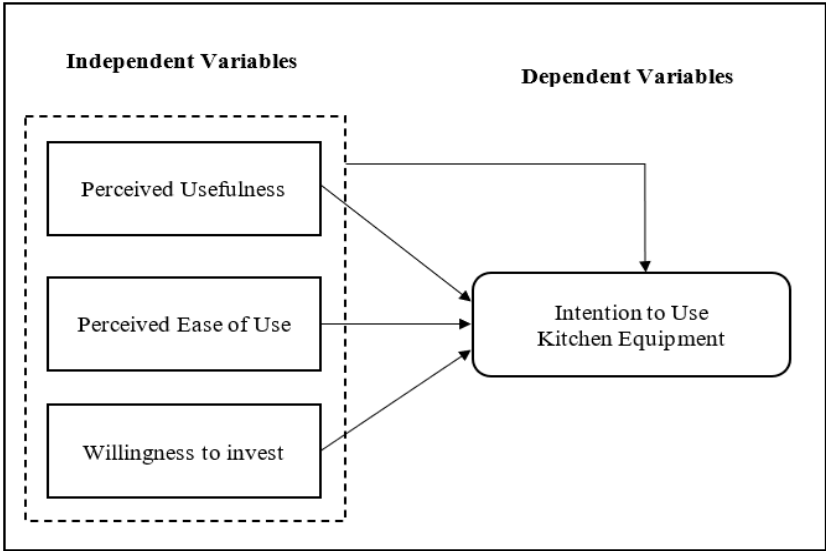 Independent Variables
Dependent Variables
Perceived Usefulness
Perceived Ease of Use
Willingness to invest
Intention to Use
Kitchen Equipment